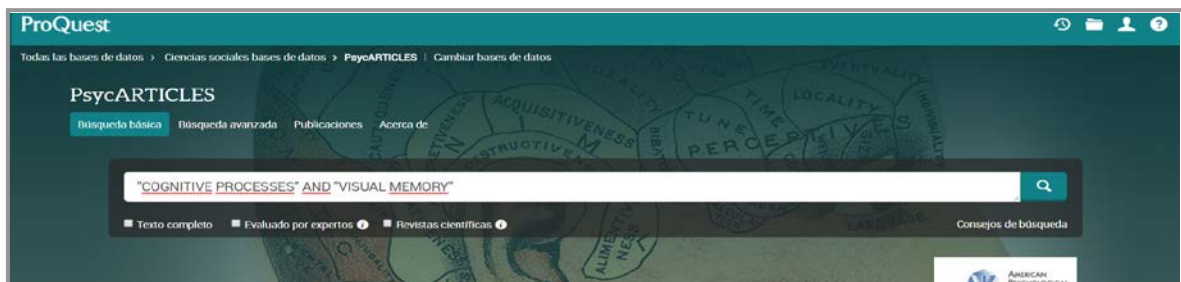 ProQuest
Todas las bases de datos > Ciencias sociales bases de datos > PsycARTICLES | Cambiar bases de datos
PsycARTICLES
Búsqueda básica Búsqueda avanzada Publicaciones Acerca de
"COGNITIVE PROCESSES" AND "VISUAL MEMORY"
Texto completo Evaluado por expertos Revistas científicas Consejos de búsqueda
ACQUISITIVENESS
TUNE
TIME
LOCALITY
EVENTUALITY
INDIVIDUALITY
PERCEPTIVES
ALIMENTIVENESS
AMERICAN